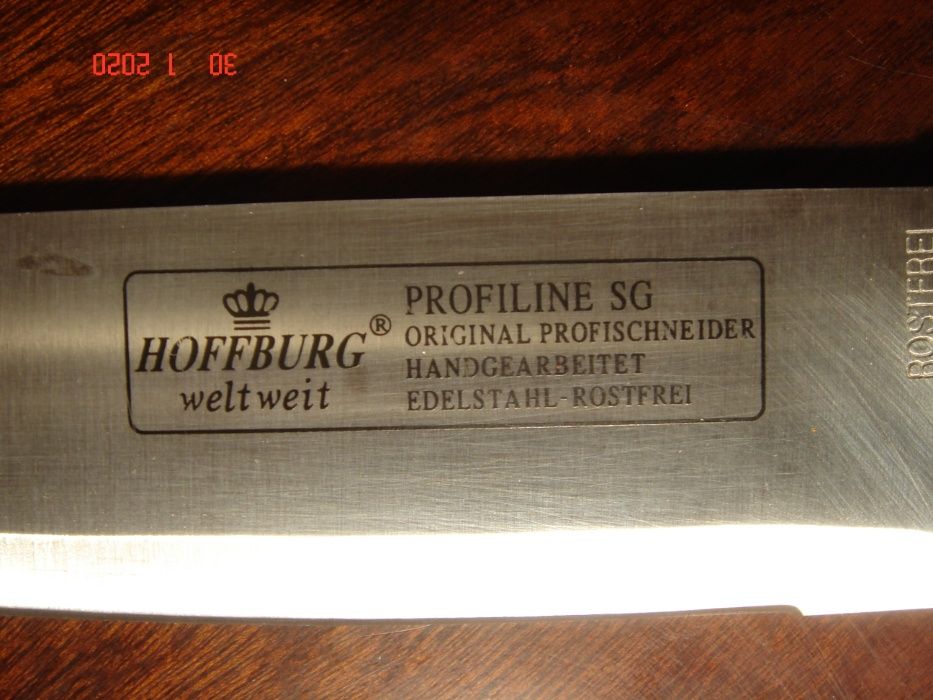 30 1 2020
PROFILINE SG
HOFFBURG®
ORIGINAL PROFISCHNEIDER
HANDGEARBEITET
weltweit
EDELSTAHL-ROSTFREI
ROSTFREI